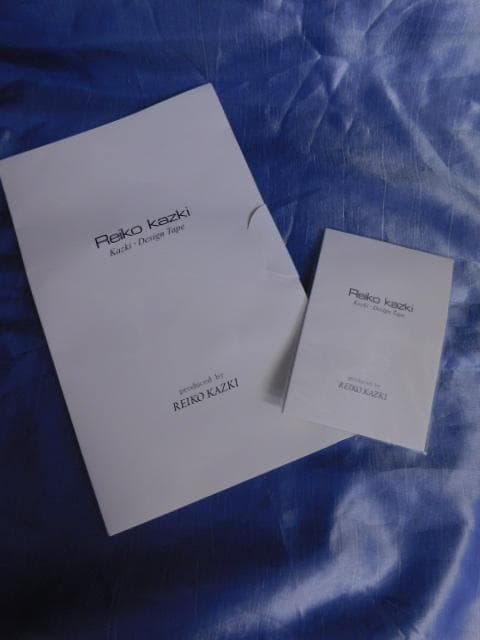 Reiko kazki
Kazki・Design Tape
produced by
REIKO KAZKI
Reiko kazki
Kazki・Design Tape
produced by
REIKO KAZKI